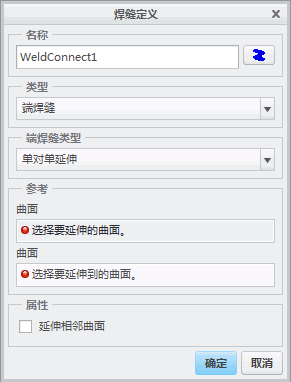 焊缝定义
名称
WeldConnect1
类型
端焊缝
端焊缝类型
单对单延伸
参考
曲面
选择要延伸的曲面。
曲面
选择要延伸到的曲面。
属性
延伸相邻曲面
确定
取消